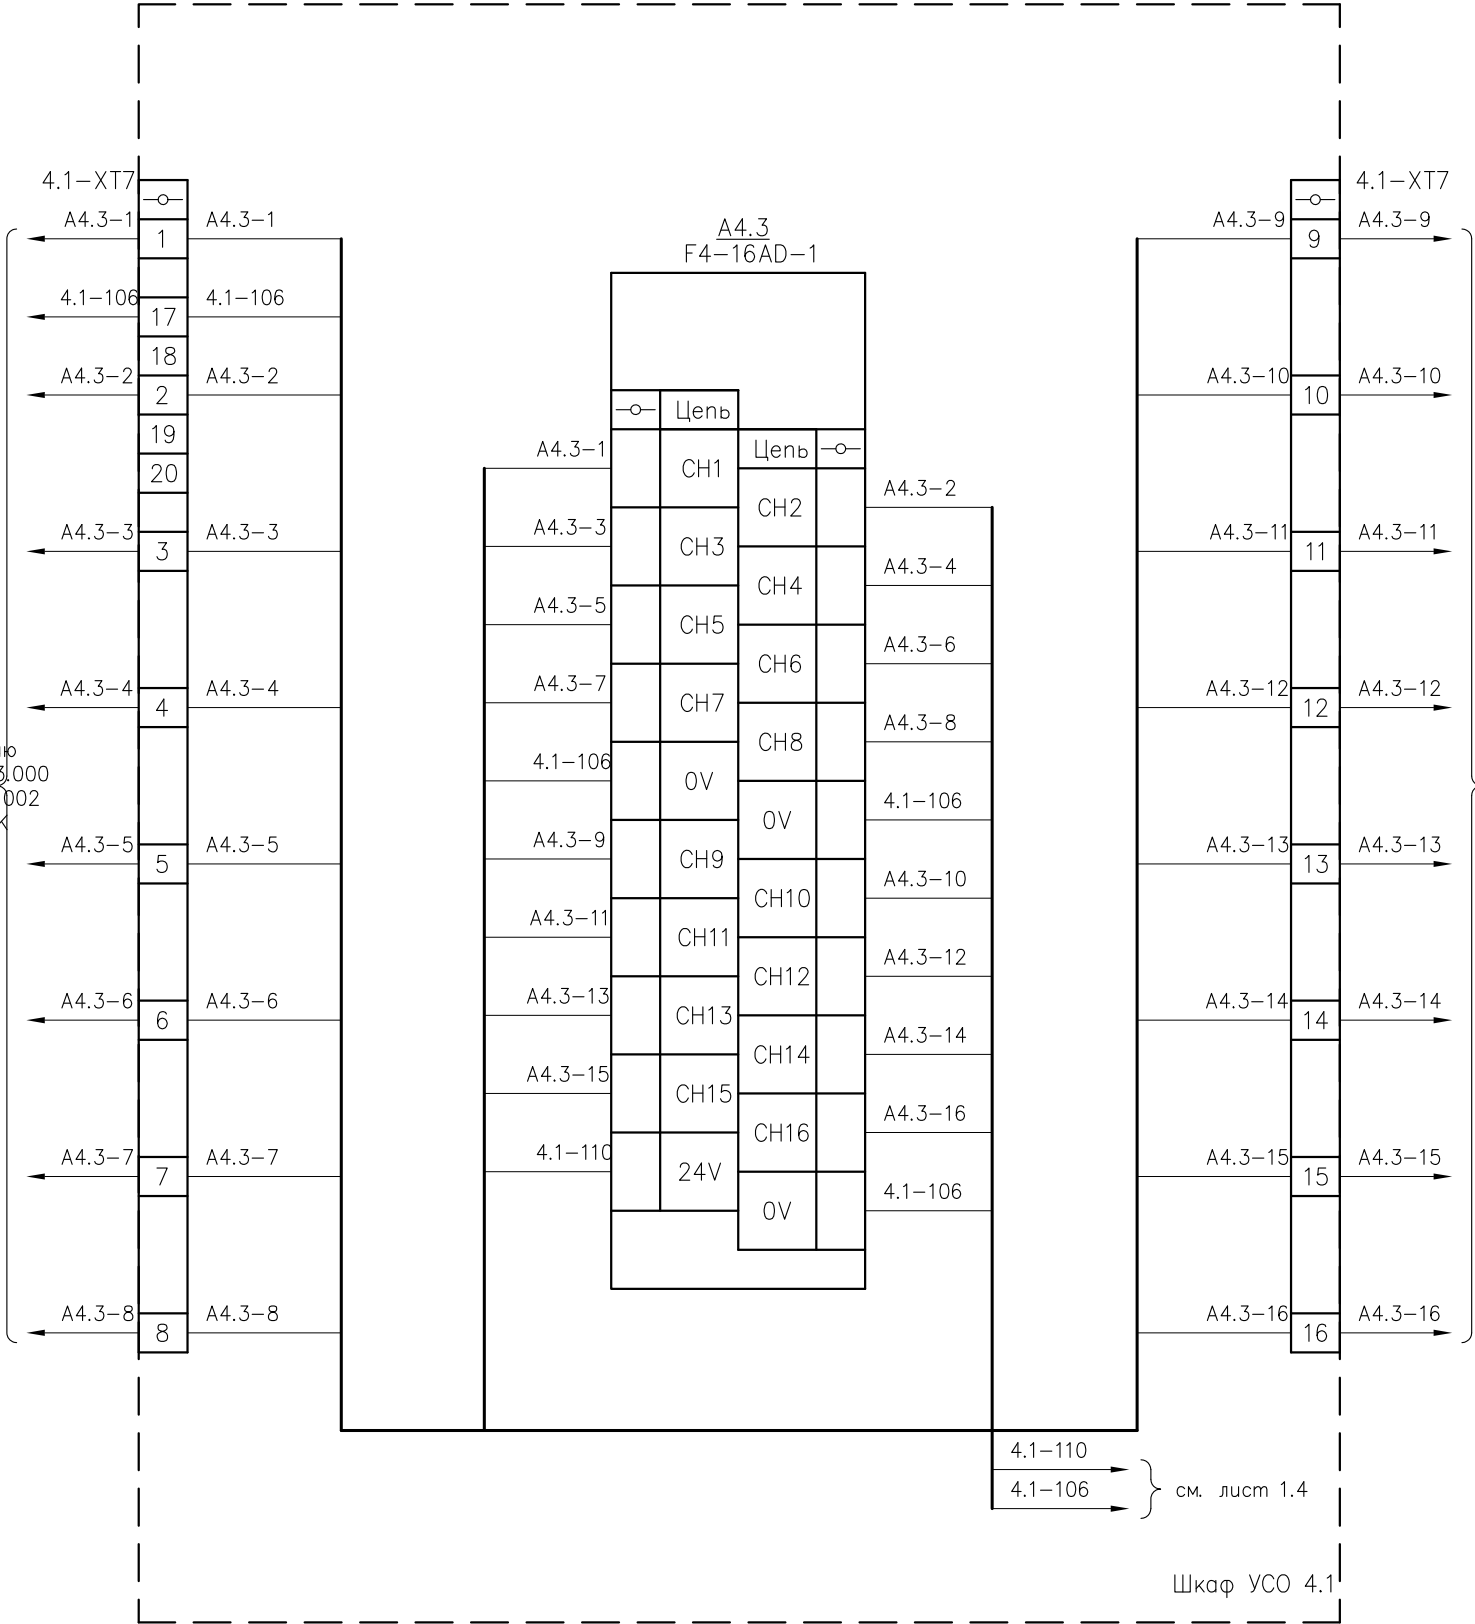 4.1-XT7
A4.3-1 1 A4.3-1
4.1-106 17 4.1-106
18
A4.3-2 2 A4.3-2
19
20
A4.3-3 3 A4.3-3
A4.3-4 4 A4.3-4
3.000
002
A4.3-5 5 A4.3-5
A4.3-6 6 A4.3-6
A4.3-7 7 A4.3-7
A4.3-8 8 A4.3-8
A4.3
F4-16AD-1
Цепь
A4.3-1 CH1
A4.3-3 CH3
A4.3-5 CH5
A4.3-7 CH7
4.1-106 0V
A4.3-9 CH9
A4.3-11 CH11
A4.3-13 CH13
A4.3-15 CH15
4.1-110 24V
Цепь
CH2 A4.3-2
CH4 A4.3-4
CH6 A4.3-6
CH8 A4.3-8
0V 4.1-106
CH10 A4.3-10
CH12 A4.3-12
CH14 A4.3-14
CH16 A4.3-16
0V 4.1-106
4.1-XT7
A4.3-9 9 A4.3-9
A4.3-10 10 A4.3-10
A4.3-11 11 A4.3-11
A4.3-12 12 A4.3-12
A4.3-13 13 A4.3-13
A4.3-14 14 A4.3-14
A4.3-15 15 A4.3-15
A4.3-16 16 A4.3-16
4.1-110
4.1-106
см. лист 1.4
Шкаф УСО 4.1